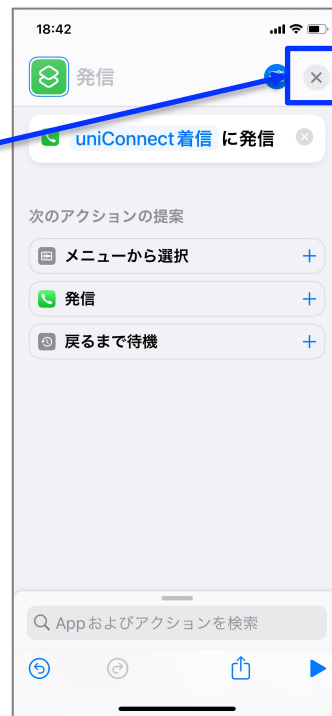 18:42
発信
uniConnect着信 に発信
次のアクションの提案
メニューから選択
発信
戻るまで待機
Appおよびアクションを検索